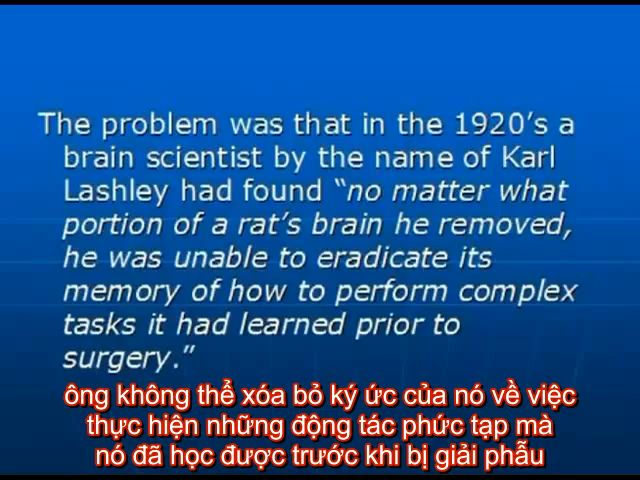 The problem was that in the 1920's a
brain scientist by the name of Karl
Lashley had found “no matter what
portion of a rat's brain he removed,
he was unable to eradicate its
memory of how to perform complex
tasks it had learned prior to
surgery.”
ông không thể xóa bỏ ký ức của nó về việc
thực hiện những động tác phức tạp mà
nó đã học được trước khi bị giải phẫu